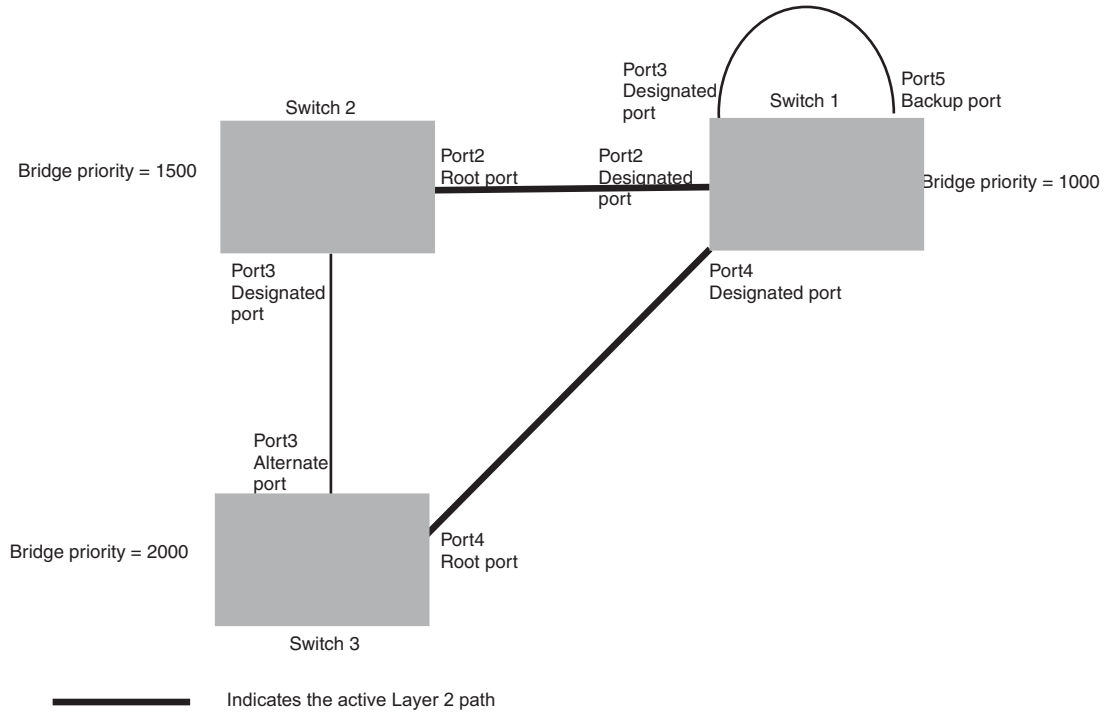 Port3
Designated
port
Switch 1
Port5
Backup port
Switch 2
Bridge priority = 1500
Port2
Root port
Port2
Designated
port
Bridge priority = 1000
Port3
Designated
port
Port4
Designated port
Port3
Alternate
port
Bridge priority = 2000
Port4
Root port
Switch 3
Indicates the active Layer 2 path